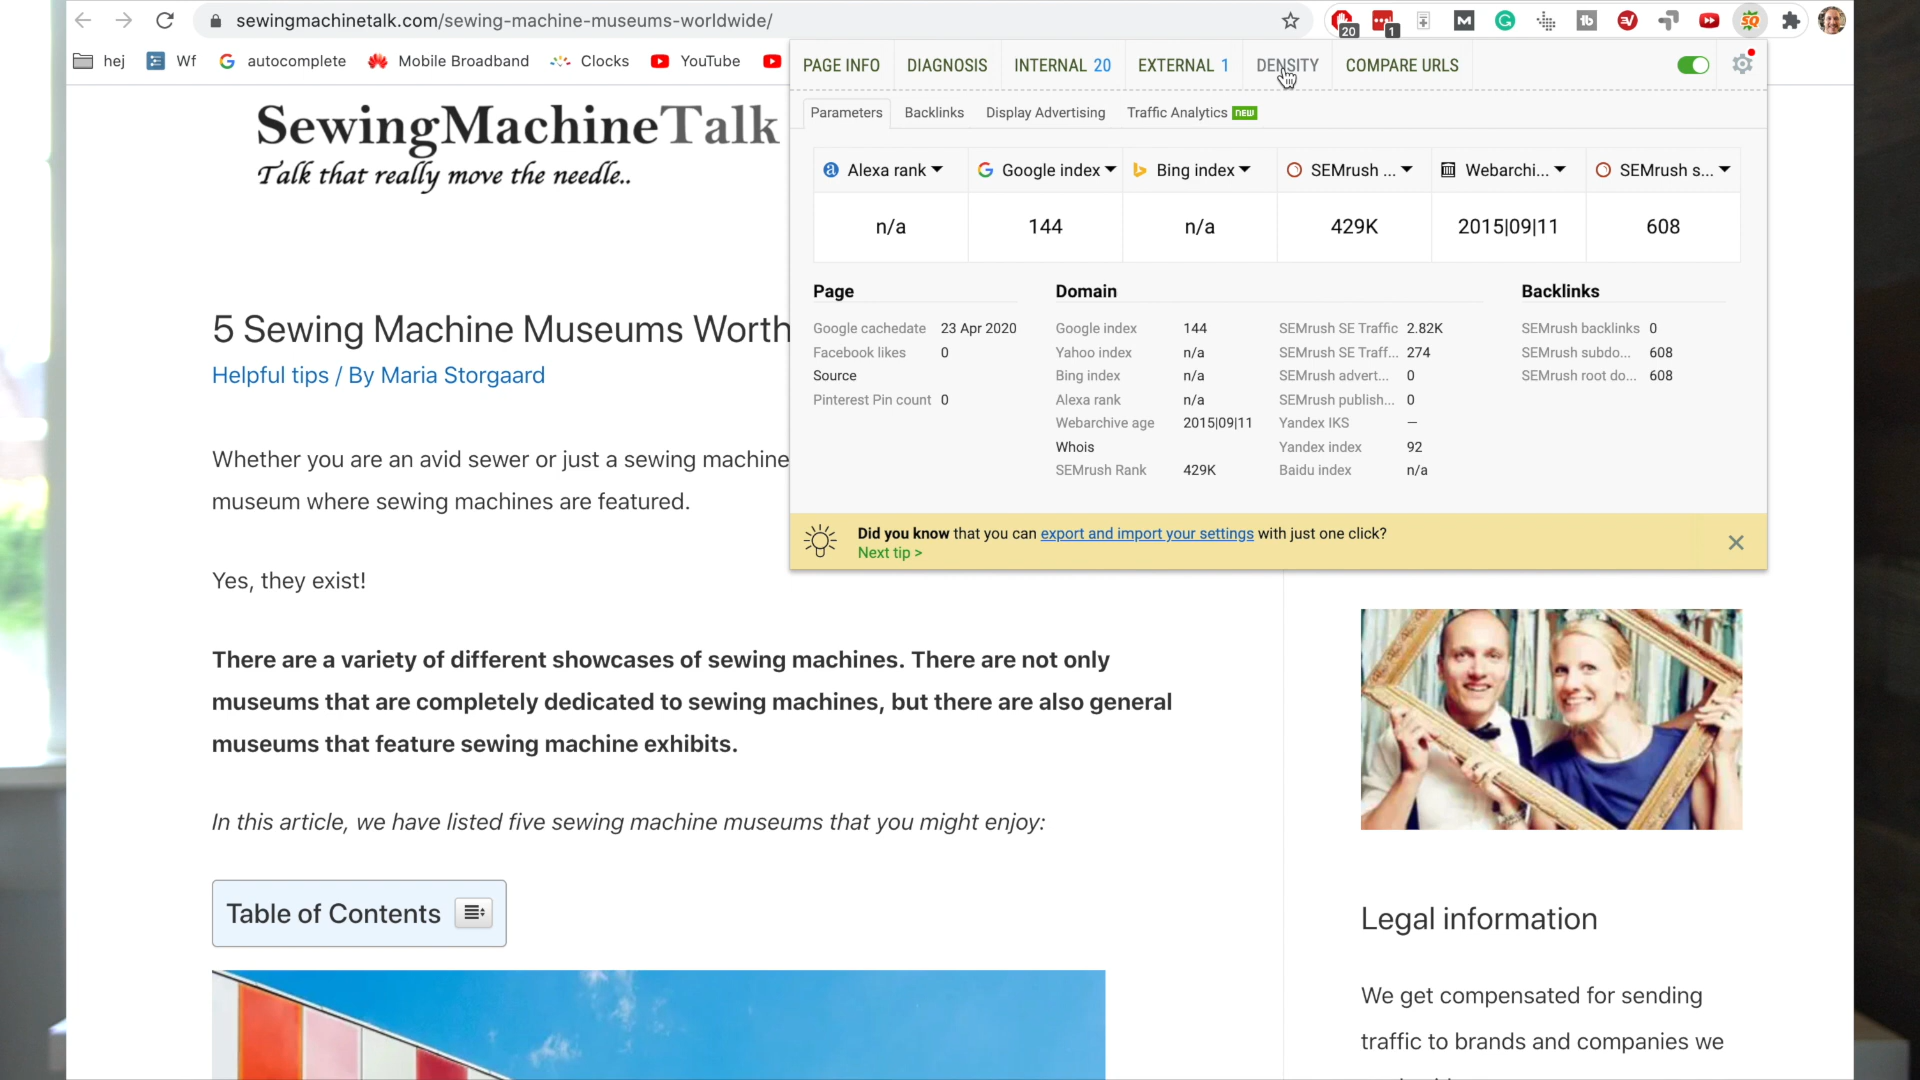 sewingmachinetalk.com/sewing-machine-museums-worldwide/
20
1
hej
Wf
autocomplete
Mobile Broadband
Clocks
YouTube
PAGE INFO
DIAGNOSIS
INTERNAL 20
EXTERNAL 1
DENSITY
COMPARE URLS
Parameters
Backlinks
Display Advertising
Traffic Analytics NEW
Alexa rank
Google index
Bing index
SEMrush ...
Webarchi...
SEMrush s...
n/a
144
n/a
429K
2015|09|11
608
Page
Google cachedate 23 Apr 2020
Facebook likes 0
Source
Pinterest Pin count 0
Domain
Google index 144
Yahoo index n/a
Bing index n/a
Alexa rank n/a
Webarchive age 2015|09|11
Whois
SEMrush Rank 429K
SEMrush SE Traffic 2.82K
SEMrush SE Traff... 274
SEMrush advert... 0
SEMrush publish... 0
Yandex IKS —
Yandex index 92
Baidu index n/a
Backlinks
SEMrush backlinks 0
SEMrush subdo... 608
SEMrush root do... 608
Did you know that you can export and import your settings with just one click?
Next tip >
SewingMachineTalk
Talk that really move the needle..
5 Sewing Machine Museums Worth
Helpful tips / By Maria Storgaard
Whether you are an avid sewer or just a sewing machine
museum where sewing machines are featured.
Yes, they exist!
There are a variety of different showcases of sewing machines. There are not only
museums that are completely dedicated to sewing machines, but there are also general
museums that feature sewing machine exhibits.
In this article, we have listed five sewing machine museums that you might enjoy:
Table of Contents
Legal information
We get compensated for sending
traffic to brands and companies we